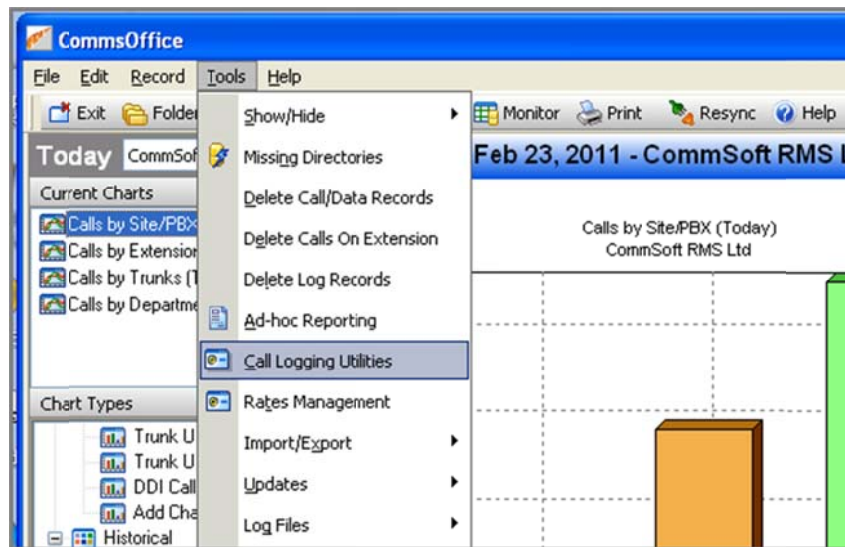 CommsOffice
File Edit Record Tools Help
Exit Monitor Print Resync Help
Today Feb 23, 2011 - CommSoft RMS
Show/Hide
Missing Directories
Delete Call/Data Records
Delete Calls On Extension
Delete Log Records
Ad-hoc Reporting
Call Logging Utilities
Rates Management
Import/Export
Updates
Log Files
Current Charts
Calls by Site/PBX
Calls by Extension
Calls by Trunks
Calls by
Chart Types
Trunk U
Trunk U
DDI Call
Add Cha
Historical
Calls by Site/PBX (Today)
CommSoft RMS Ltd